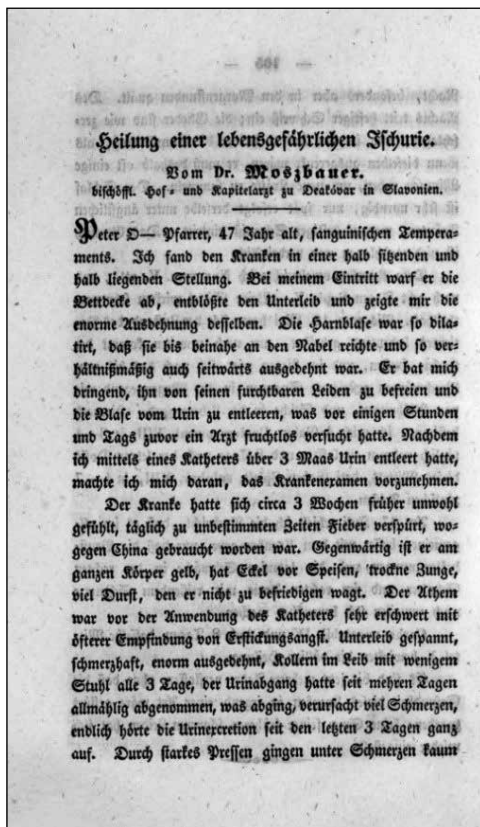 Heilung einer lebensgefährlichen Ischurie.
Vom Dr. Moszbauer.
bischöffl. Hof- und Kapitelarzt zu Deakóvar in Slavonien.
Peter D— Pfarrer, 47 Jahr alt, sanguinischen Tempera-
ments. Ich fand den Kranken in einer halb sitzenden und
halb liegenden Stellung. Bei meinem Eintritt warf er die
Bettdecke ab, entblößte den Unterleib und zeigte mir die
enorme Ausdehnung desselben. Die Harnblase war so dila-
tirt, daß sie bis beinahe an den Nabel reichte und so ver-
hältnißmäßig auch seitwärts ausgedehnt war. Er bat mich
dringend, ihn von seinen furchtbaren Leiden zu befreien und
die Blase vom Urin zu entleeren, was vor einigen Stunden
und Tags zuvor ein Arzt fruchtlos versucht hatte. Nachdem
ich mittels eines Katheters über 3 Maas Urin entleert hatte,
machte ich mich daran, das Krankenexamen vorzunehmen.
Der Kranke hatte sich circa 3 Wochen früher unwohl
gefühlt, täglich zu unbestimmten Zeiten Fieber verspürt, wo-
gegen China gebraucht worden war. Gegenwärtig ist er am
ganzen Körper gelb, hat Eckel vor Speisen, trockne Zunge,
viel Durst, den er nicht zu befriedigen wagt. Der Athem
war vor der Anwendung des Katheters sehr erschwert mit
öfterer Empfindung von Erstickungsangst. Unterleib gespannt,
schmerzhaft, enorm ausgedehnt, Kollern im Leib mit wenigem
Stuhl alle 3 Tage, der Urinabgang hatte seit mehren Tagen
allmählig abgenommen, was abging, verursacht viel Schmerzen,
endlich hörte die Urinexcretion seit den letzten 3 Tagen ganz
auf. Durch starkes Pressen gingen unter Schmerzen kaum